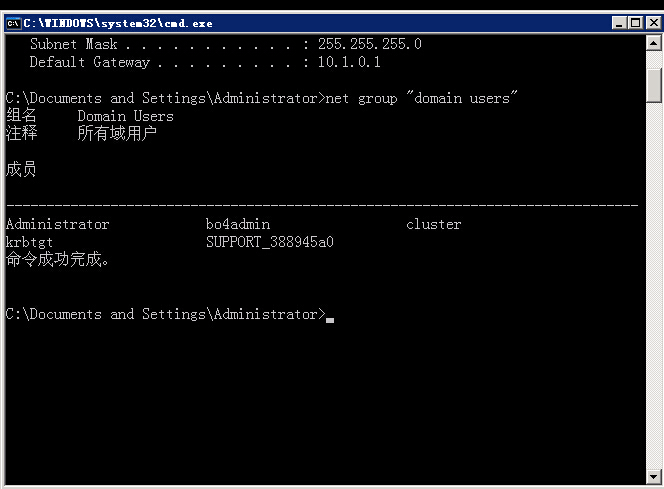 C:\WINDOWS\system32\cmd.exe
Subnet Mask . . . . . . . . . . . : 255.255.255.0
Default Gateway . . . . . . . . . : 10.1.0.1
C:\Documents and Settings\Administrator>net group "domain users"
组名     Domain Users
注释     所有域用户
成员
-------------------------------------------------------------------------------
Administrator            bo4admin                 cluster
krbtgt                   SUPPORT_388945a0
命令成功完成。
C:\Documents and Settings\Administrator>